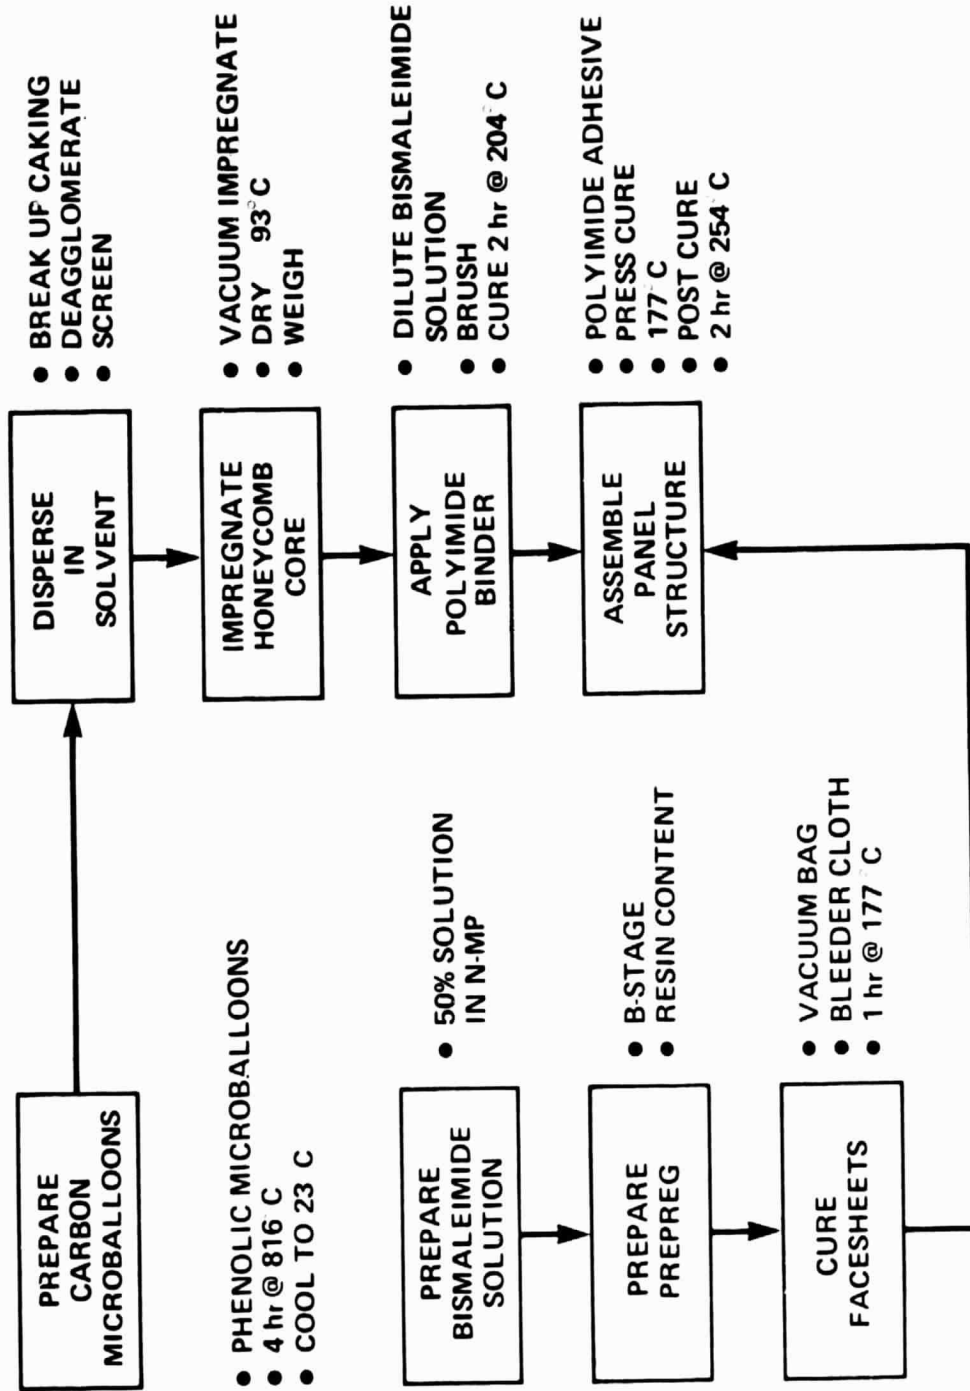 PREPARE
CARBON
MICROBALLOONS
● PHENOLIC MICROBALLOONS
● 4 hr @ 816°C
● COOL TO 23 C
DISPERSE
IN
SOLVENT
● BREAK UP CAKING
● DEAGGLOMERATE
● SCREEN
IMPREGNATE
HONEYCOMB
CORE
● VACUUM IMPREGNATE
● DRY 93°C
● WEIGH
APPLY
POLYIMIDE
BINDER
● DILUTE BISMALEIMIDE
SOLUTION
● BRUSH
● CURE 2 hr @ 204°C
ASSEMBLE
PANEL
STRUCTURE
● POLYIMIDE ADHESIVE
● PRESS CURE
● 177°C
● POST CURE
● 2 hr @ 254°C
PREPARE
BISMALEIMIDE
SOLUTION
● 50% SOLUTION
IN N-MP
PREPARE
PREPREG
● B-STAGE
● RESIN CONTENT
CURE
FACESHEETS
● VACUUM BAG
● BLEEDER CLOTH
● 1 hr @ 177°C